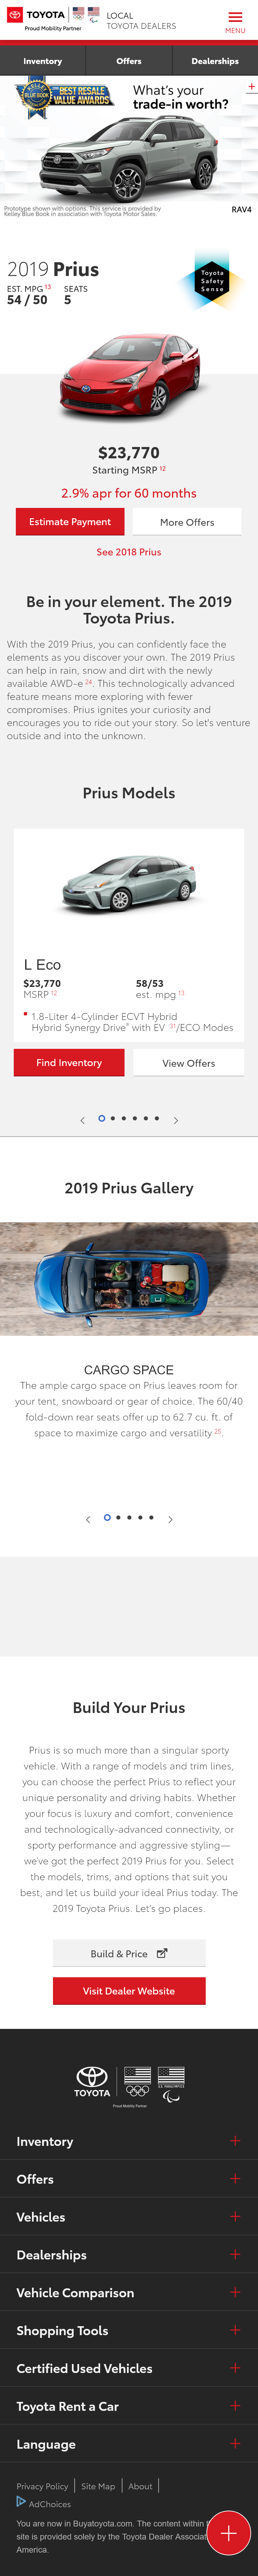 TOYOTA
Proud Mobility Partner
LOCAL
TOYOTA DEALERS
MENU
Inventory
Offers
Dealerships
BEST RESALE
VALUE AWARDS
BLUE BOOK
What's your
trade-in worth?
Prototype shown with options. This service is provided by
Kelley Blue Book in association with Toyota Motor Sales.
RAV4
2019 Prius
EST. MPG 13
54 / 50
SEATS
5
Toyota
Safety
Sense
$23,770
Starting MSRP 12
2.9% apr for 60 months
Estimate Payment
More Offers
See 2018 Prius
Be in your element. The 2019
Toyota Prius.
With the 2019 Prius, you can confidently face the
elements as you discover your own. The 2019 Prius
can help in rain, snow and dirt with the newly
available AWD-e 24. This technologically advanced
feature means more exploring with fewer
compromises. Prius ignites your curiosity and
encourages you to ride out your story. So let's venture
outside and into the unknown.
Prius Models
L Eco
$23,770
MSRP 12
58/53
est. mpg 13
1.8-Liter 4-Cylinder ECVT Hybrid
Hybrid Synergy Drive® with EV 31/ECO Modes
Find Inventory
View Offers
2019 Prius Gallery
CARGO SPACE
The ample cargo space on Prius leaves room for
your tent, snowboard or gear of choice. The 60/40
fold-down rear seats offer up to 62.7 cu. ft. of
space to maximize cargo and versatility 25.
Build Your Prius
Prius is so much more than a singular sporty
vehicle. With a range of models and trim lines,
you can choose the perfect Prius to reflect your
unique personality and driving habits. Whether
your focus is luxury and comfort, convenience
and technologically-advanced connectivity, or
sporty performance and aggressive styling—
we've got the perfect 2019 Prius for you. Select
the models, trims, and options that suit you
best, and let us build your ideal Prius today. The
2019 Toyota Prius. Let's go places.
Build & Price
Visit Dealer Website
TOYOTA
U.S. PARALYMPICS
Proud Mobility Partner
Inventory
Offers
Vehicles
Dealerships
Vehicle Comparison
Shopping Tools
Certified Used Vehicles
Toyota Rent a Car
Language
Privacy Policy
Site Map
About
AdChoices
You are now in Buyatoyota.com. The content within
site is provided solely by the Toyota Dealer Associat
America.